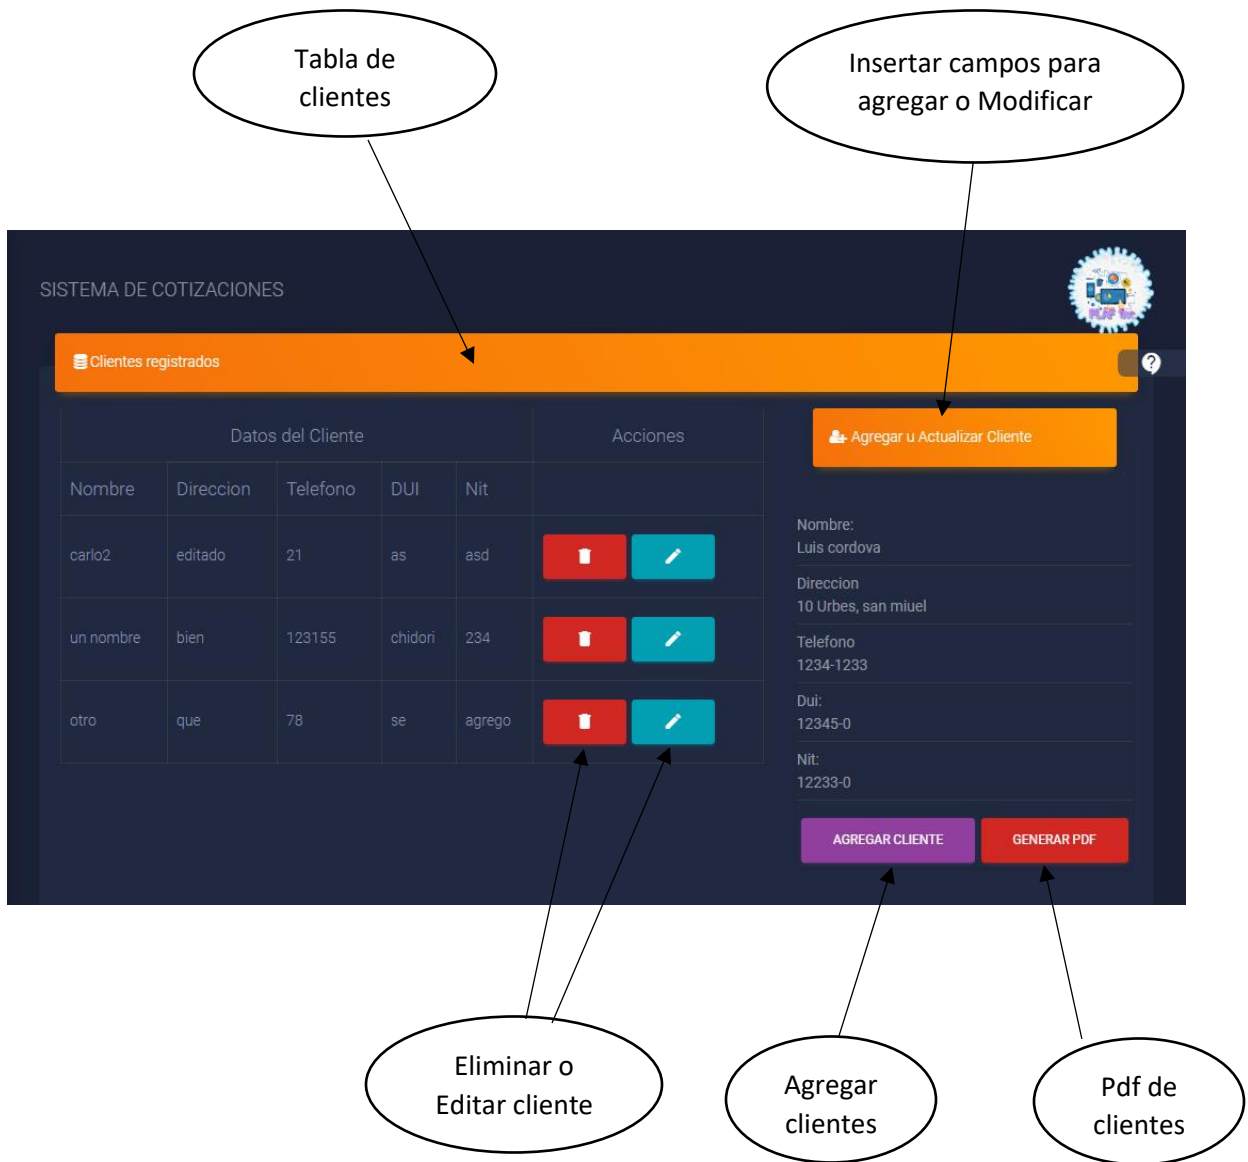 Tabla de
clientes
Insertar campos para
agregar o Modificar
SISTEMA DE COTIZACIONES
PLAF
Clientes registrados
Datos del Cliente
Acciones
Nombre
Direccion
Telefono
DUI
Nit
carlo2
editado
21
as
asd
un nombre
bien
123155
chidori
234
otro
que
78
se
agrego
Agregar u Actualizar Cliente
Nombre:
Luis cordova
Direccion
10 Urbes, san miuel
Telefono
1234-1233
Dui:
12345-0
Nit:
12233-0
AGREGAR CLIENTE
GENERAR PDF
Eliminar o
Editar cliente
Agregar
clientes
Pdf de
clientes